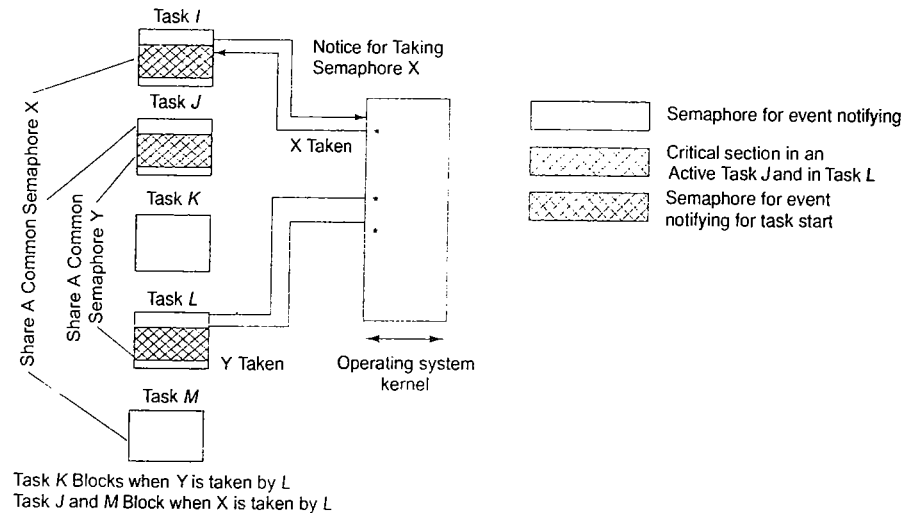 Task I
Notice for Taking
Semaphore X
Task J
X Taken
Task K
Task L
Y Taken
Task M
Share A Common Semaphore X
Share A Common
Semaphore Y
Operating system
kernel
Semaphore for event notifying
Critical section in an
Active Task J and in Task L
Semaphore for event
notifying for task start
Task K Blocks when Y is taken by L
Task J and M Block when X is taken by L